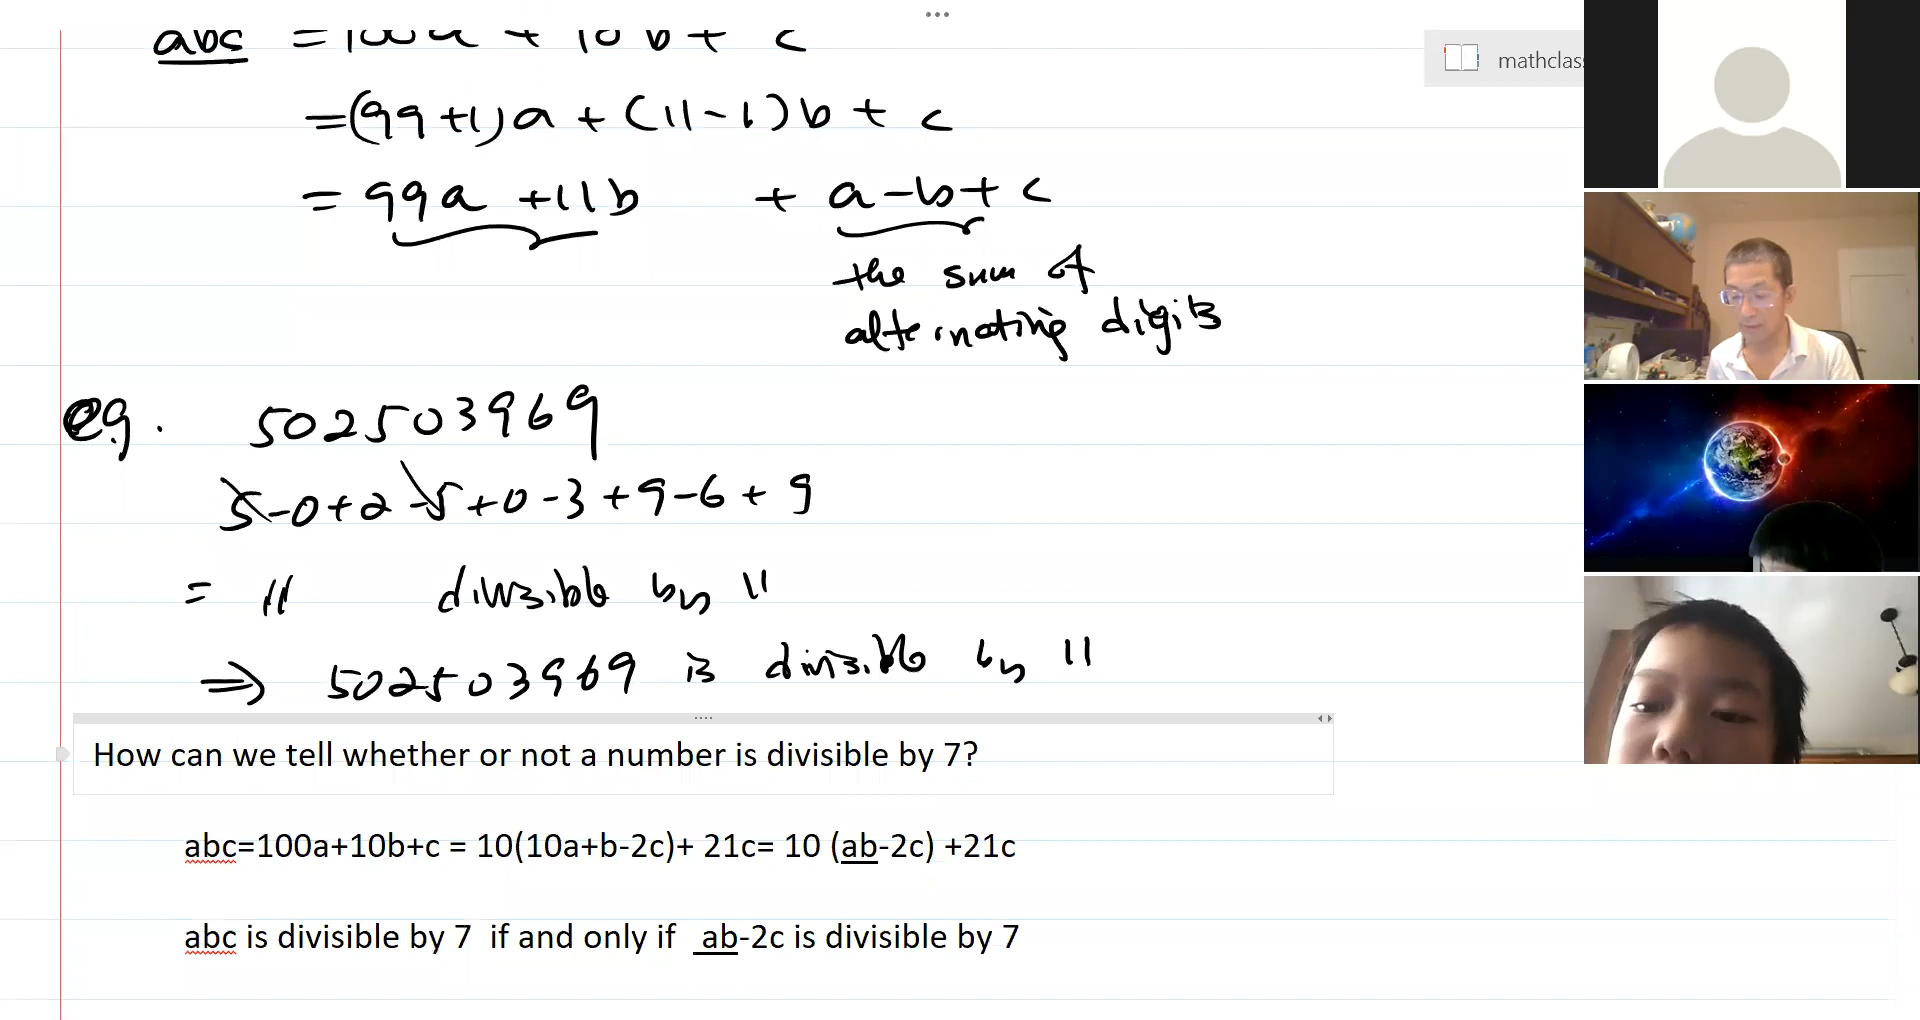 abc = 100a + 10b + c
mathclas
=(99+1)a + (11-1)b + c
= 99a + 11b + a-b+c
the sum of
alternating digits
eg. 502503969
5-0+2-5+0-3+9-6+9
= 11 divisible by 11
⇒ 502503969 is divisible by 11
How can we tell whether or not a number is divisible by 7?
abc=100a+10b+c = 10(10a+b-2c)+ 21c= 10 (ab-2c) +21c
abc is divisible by 7 if and only if ab-2c is divisible by 7